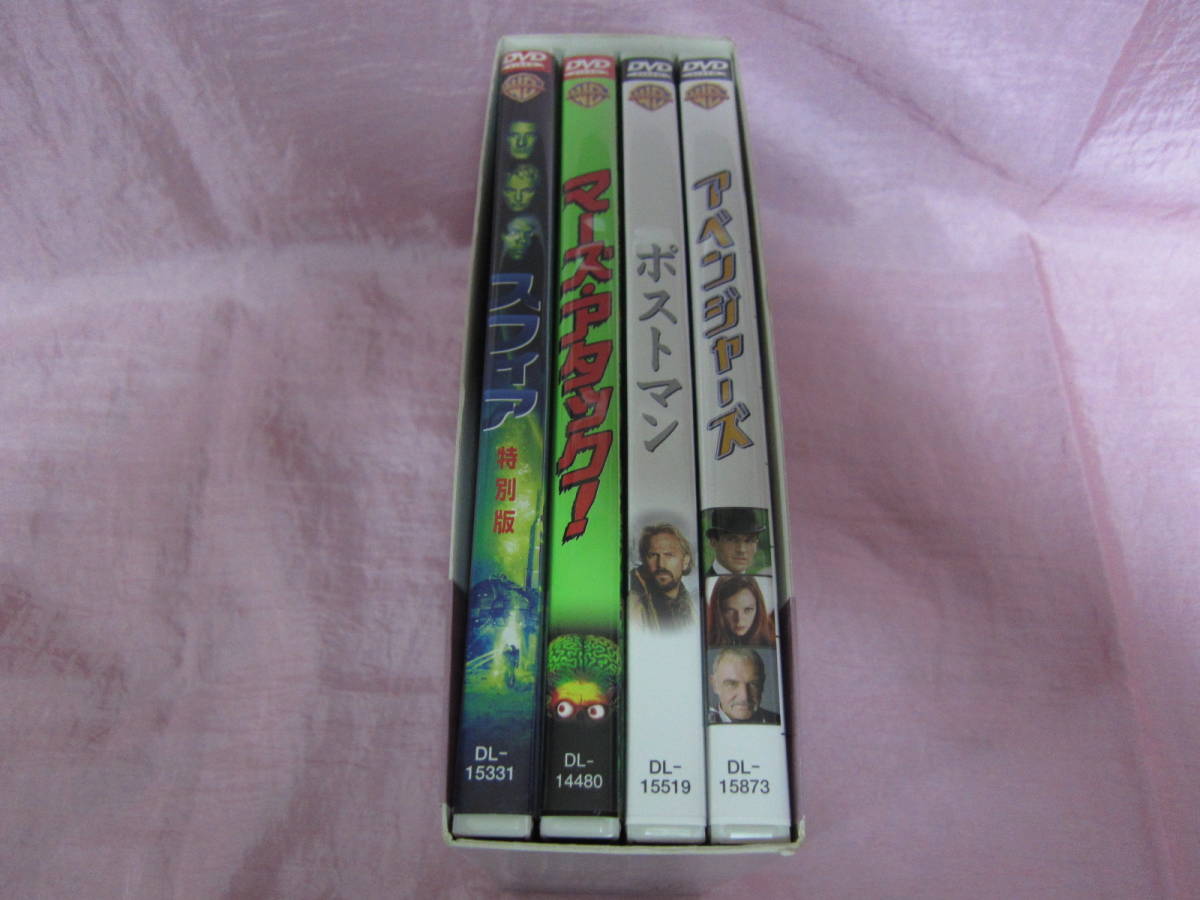 DVD
スフィア
特別版
DL-
15331
DVD
マーズ・アタック!
DL-
14480
DVD
ポストマン
DL-
15519
DVD
アベンジャーズ
DL-
15873